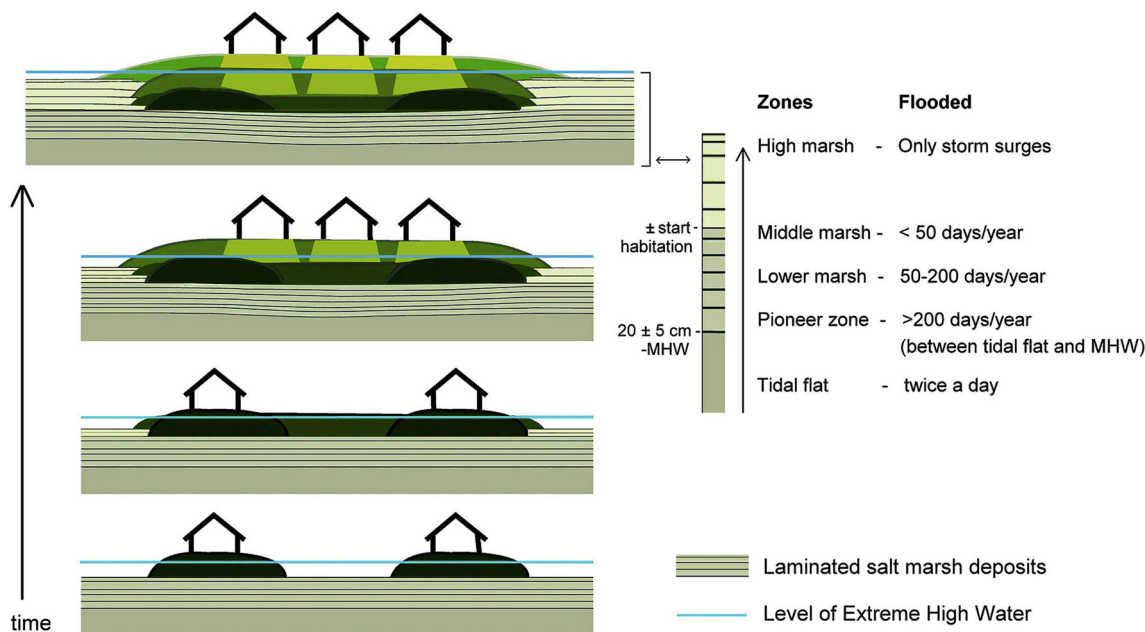 Zones Flooded
High marsh - Only storm surges
± start
habitation
Middle marsh - < 50 days/year
Lower marsh - 50-200 days/year
20 ± 5 cm
-MHW
Pioneer zone - >200 days/year
(between tidal flat and MHW)
Tidal flat - twice a day
Laminated salt marsh deposits
Level of Extreme High Water
time